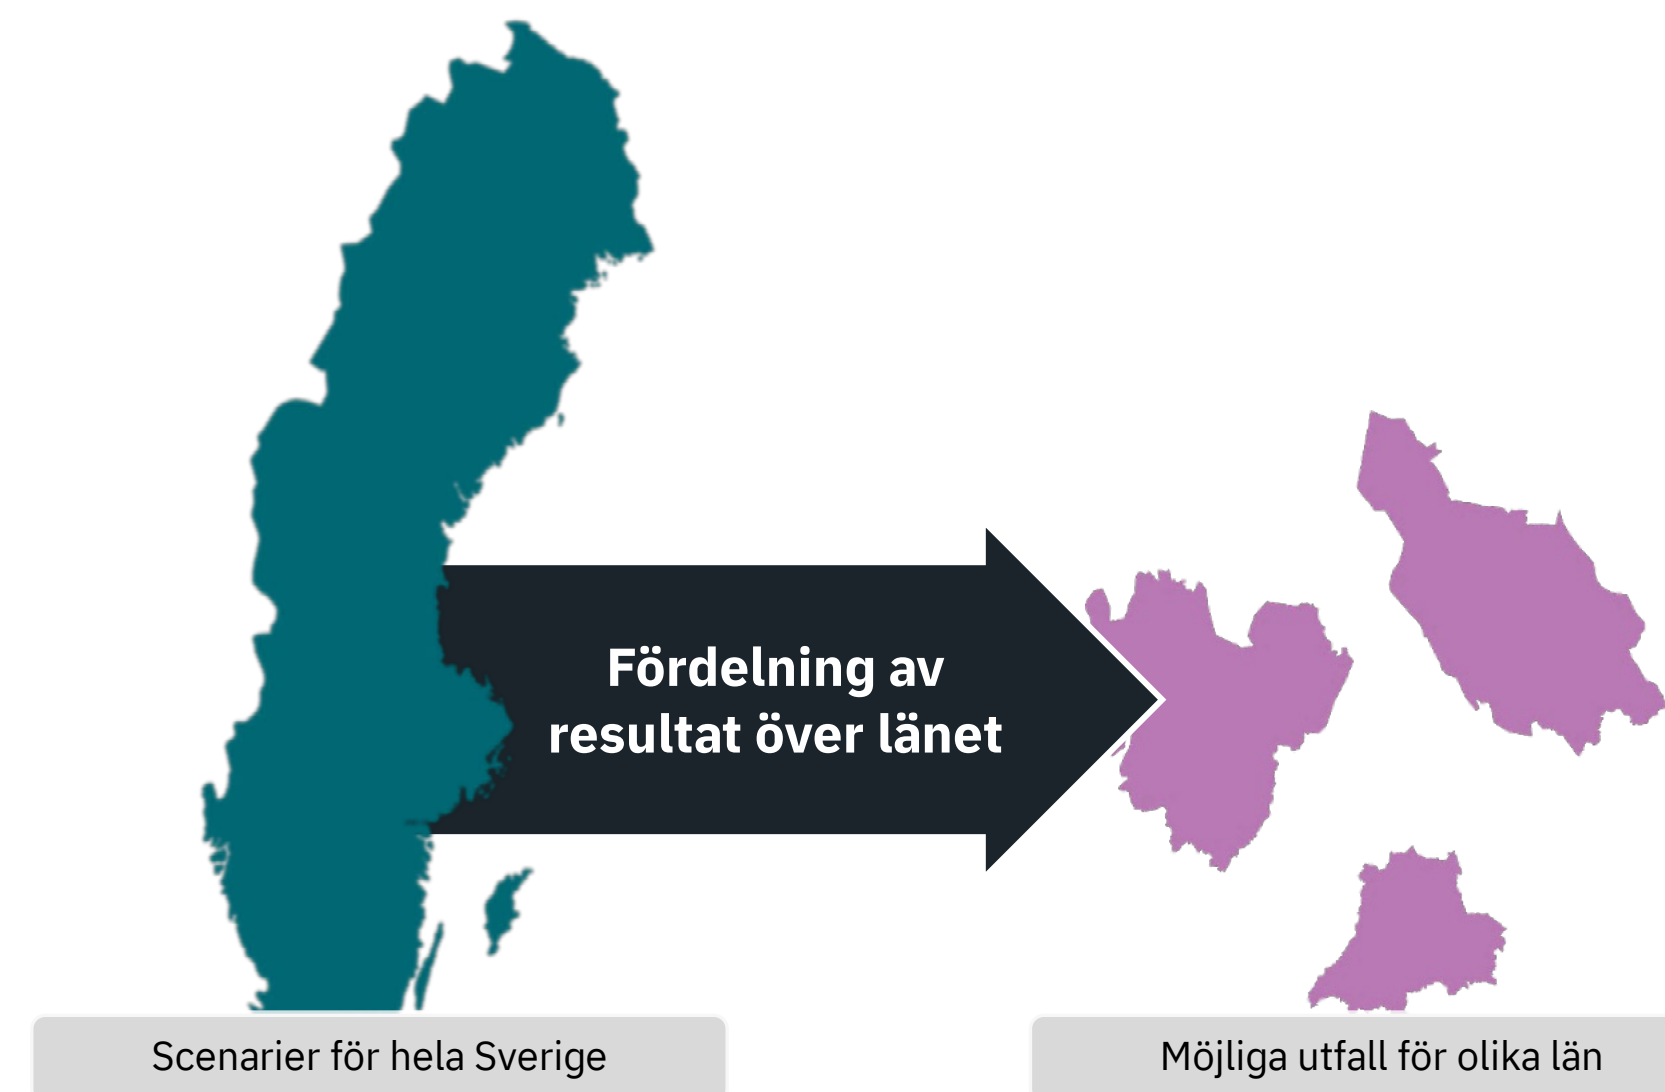 Fördelning av
resultat över länet
Scenarier för hela Sverige
Möjliga utfall för olika län